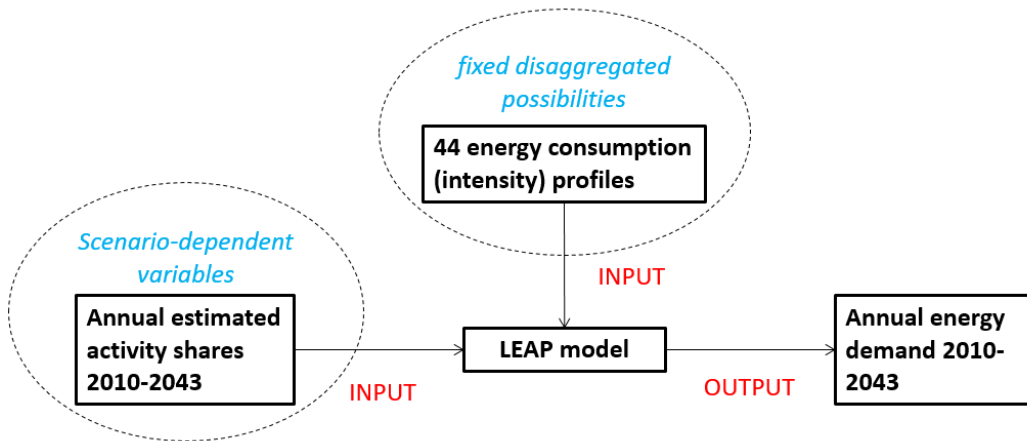 fixed disaggregated
possibilities
44 energy consumption
(intensity) profiles
Scenario-dependent
variables
Annual estimated
activity shares
2010-2043
INPUT
INPUT
LEAP model
OUTPUT
Annual energy
demand 2010-
2043